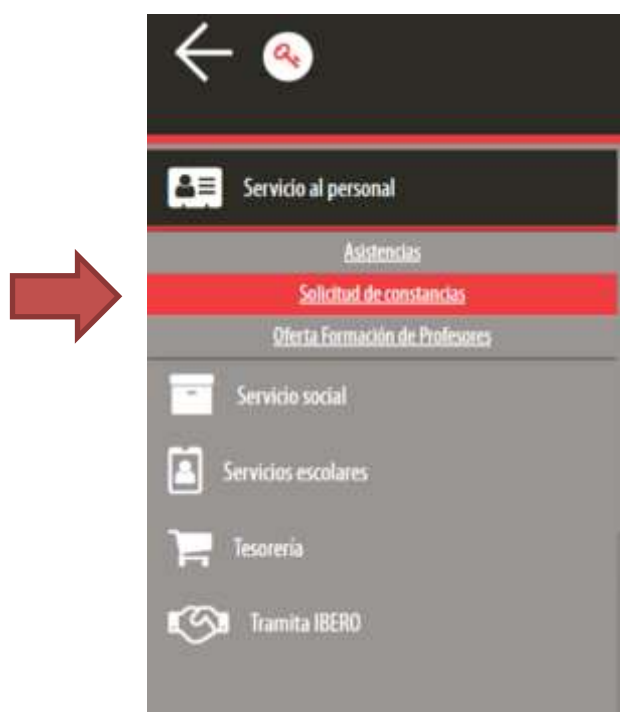 Servicio al personal
Asistencias
Solicitud de constancias
Oferta Formación de Profesores
Servicio social
Servicios escolares
Tesorería
Tramita IBERO